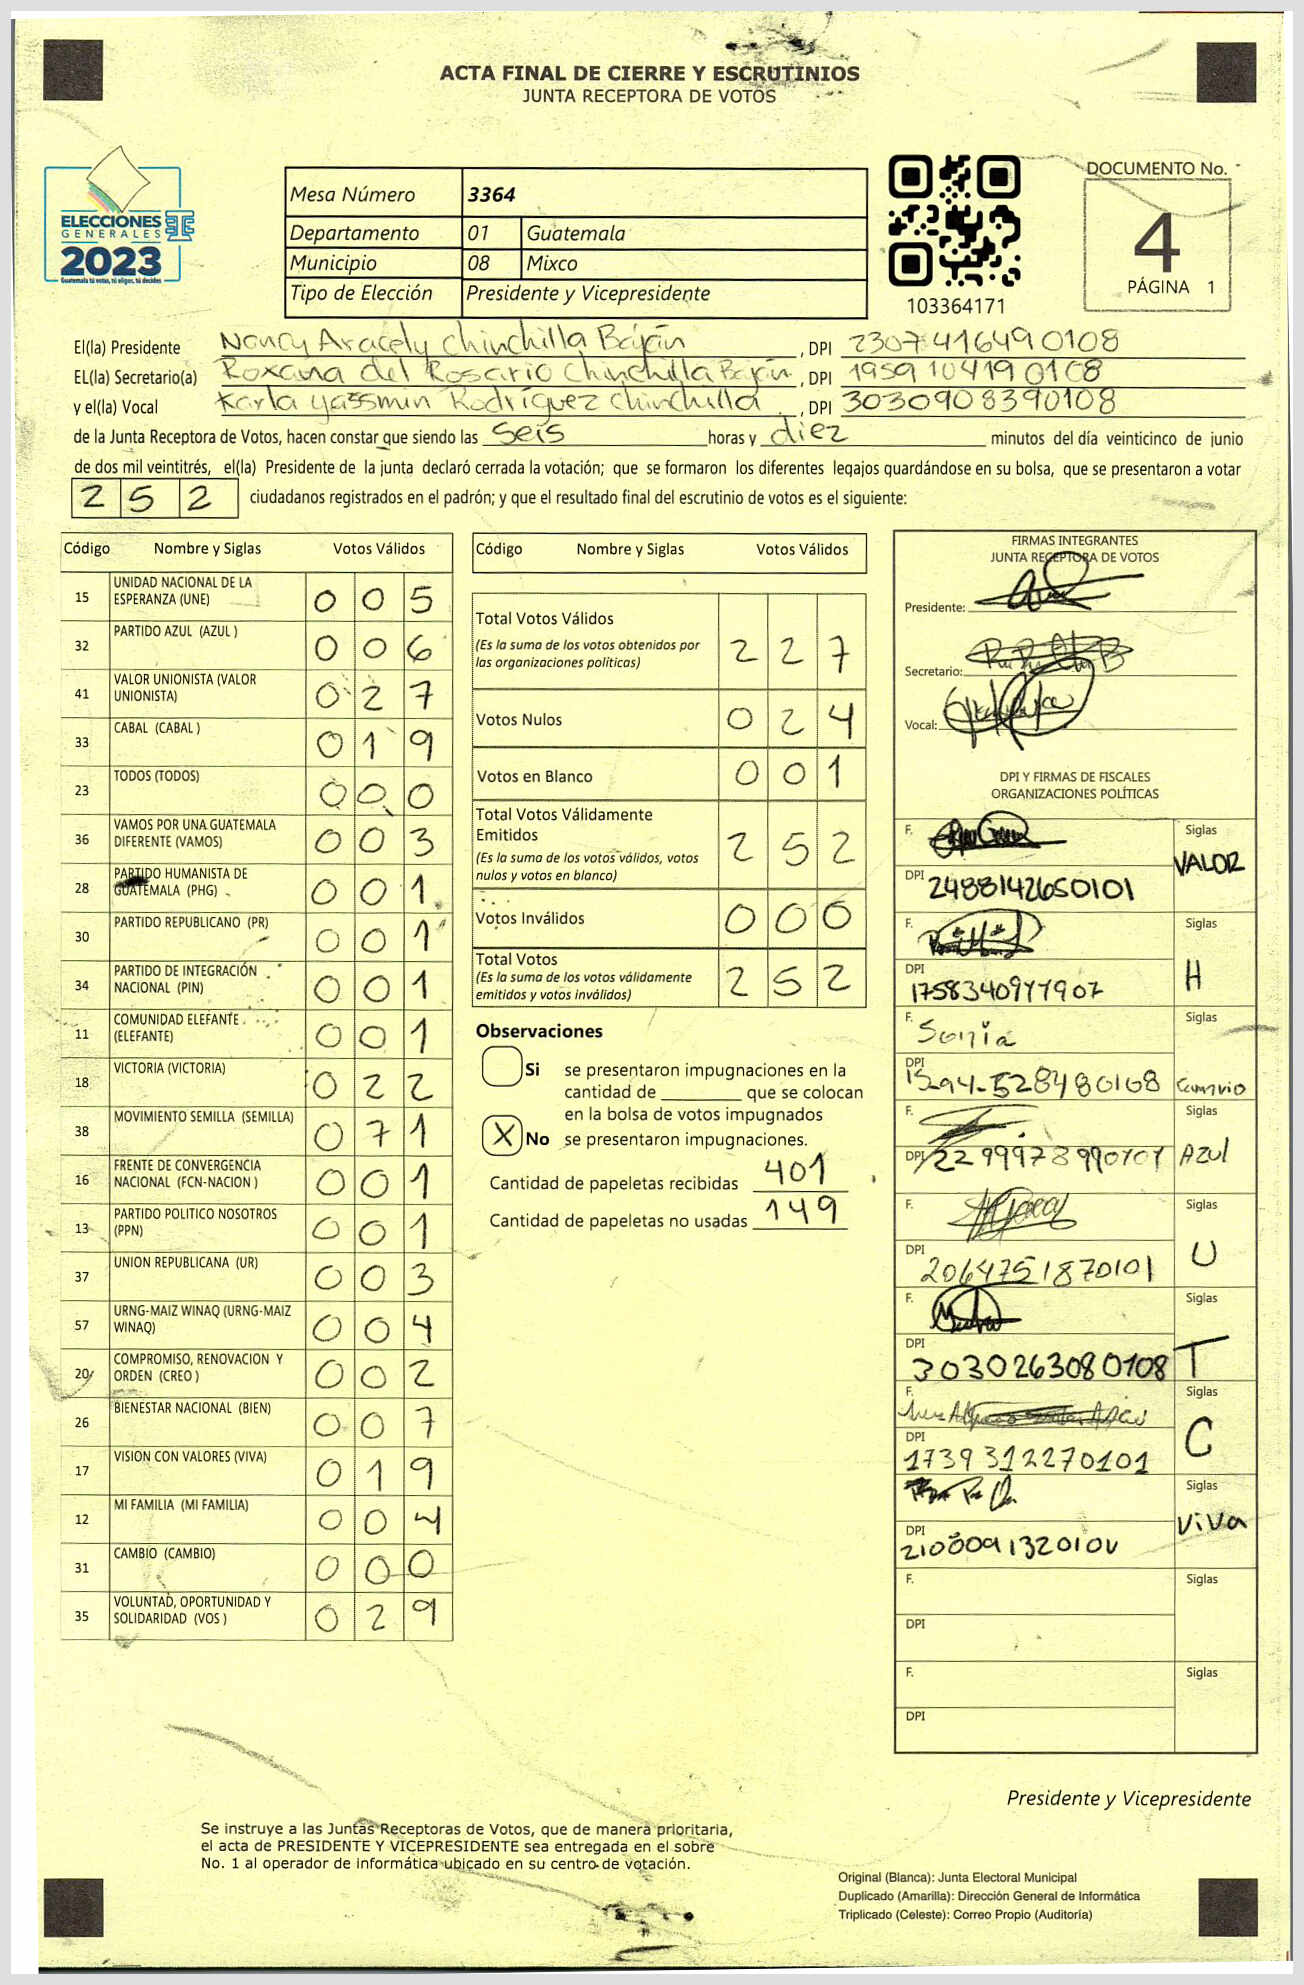 ACTA FINAL DE CIERRE Y ESCRUTINIOS
JUNTA RECEPTORA DE VOTOS
ELECCIONES
GENERALES
2023
Guatemala tú votas, tú eliges, tú decides
Mesa Número 3364
Departamento 01 Guatemala
Municipio 08 Mixco
Tipo de Elección Presidente y Vicepresidente
103364171
DOCUMENTO No.
4
PÁGINA 1
El(la) Presidente Nancy Aracely Chinchilla Baján, DPI 2307416490108
EL(la) Secretario(a) Roxana del Rosario Chinchilla Baján, DPI 1959104190108
y el(la) Vocal Karla Yassmin Rodríguez Chinchilla, DPI 3030908390108
de la Junta Receptora de Votos, hacen constar que siendo las seis horas y diez minutos del día veinticinco de junio
de dos mil veintitrés, el(la) Presidente de la junta declaró cerrada la votación; que se formaron los diferentes legajos guardándose en su bolsa, que se presentaron a votar
252 ciudadanos registrados en el padrón; y que el resultado final del escrutinio de votos es el siguiente:
Código Nombre y Siglas Votos Válidos
15 UNIDAD NACIONAL DE LA ESPERANZA (UNE) 0 0 5
32 PARTIDO AZUL (AZUL ) 0 0 6
41 VALOR UNIONISTA (VALOR UNIONISTA) 0 2 7
33 CABAL (CABAL ) 0 1 9
23 TODOS (TODOS) 0 0 0
36 VAMOS POR UNA GUATEMALA DIFERENTE (VAMOS) 0 0 3
28 PARTIDO HUMANISTA DE GUATEMALA (PHG) 0 0 1
30 PARTIDO REPUBLICANO (PR) 0 0 1
34 PARTIDO DE INTEGRACIÓN NACIONAL (PIN) 0 0 1
11 COMUNIDAD ELEFANTE (ELEFANTE) 0 0 1
18 VICTORIA (VICTORIA) 0 2 2
38 MOVIMIENTO SEMILLA (SEMILLA) 0 7 1
16 FRENTE DE CONVERGENCIA NACIONAL (FCN-NACION ) 0 0 1
13 PARTIDO POLITICO NOSOTROS (PPN) 0 0 1
37 UNION REPUBLICANA (UR) 0 0 3
57 URNG-MAIZ WINAQ (URNG-MAIZ WINAQ) 0 0 4
20 COMPROMISO, RENOVACION Y ORDEN (CREO ) 0 0 2
26 BIENESTAR NACIONAL (BIEN) 0 0 7
17 VISION CON VALORES (VIVA) 0 1 9
12 MI FAMILIA (MI FAMILIA) 0 0 4
31 CAMBIO (CAMBIO) 0 0 0
35 VOLUNTAD, OPORTUNIDAD Y SOLIDARIDAD (VOS ) 0 2 9
Código Nombre y Siglas Votos Válidos
Total Votos Válidos 2 2 7
(Es la suma de los votos obtenidos por
las organizaciones políticas)
Votos Nulos 0 2 4
Votos en Blanco 0 0 1
Total Votos Válidamente
Emitidos 2 5 2
(Es la suma de los votos válidos, votos
nulos y votos en blanco)
Votos Inválidos 0 0 0
Total Votos 2 5 2
(Es la suma de los votos válidamente
emitidos y votos inválidos)
Observaciones
Si se presentaron impugnaciones en la
cantidad de ________ que se colocan
en la bolsa de votos impugnados
X No se presentaron impugnaciones.
Cantidad de papeletas recibidas 401
Cantidad de papeletas no usadas 149
FIRMAS INTEGRANTES
JUNTA RECEPTORA DE VOTOS
Presidente:
Secretario:
Vocal:
DPI Y FIRMAS DE FISCALES
ORGANIZACIONES POLÍTICAS
F. Siglas VALOR
DPI 2488142650101
F. Siglas H
DPI
F. Sonia Siglas
DPI 1594-528480108
F. Siglas Azul
DPI
F. Siglas U
DPI 2064751870101
F. Siglas T
DPI 3030263080108
F. Siglas C
DPI 1739312270101
F. Siglas ViVa
DPI
F. Siglas
DPI
F. Siglas
DPI
Presidente y Vicepresidente
Se instruye a las Juntas Receptoras de Votos, que de manera prioritaria,
el acta de PRESIDENTE Y VICEPRESIDENTE sea entregada en el sobre
No. 1 al operador de informática ubicado en su centro de votación.
Original (Blanca): Junta Electoral Municipal
Duplicado (Amarilla): Dirección General de Informática
Triplicado (Celeste): Correo Propio (Auditoría)